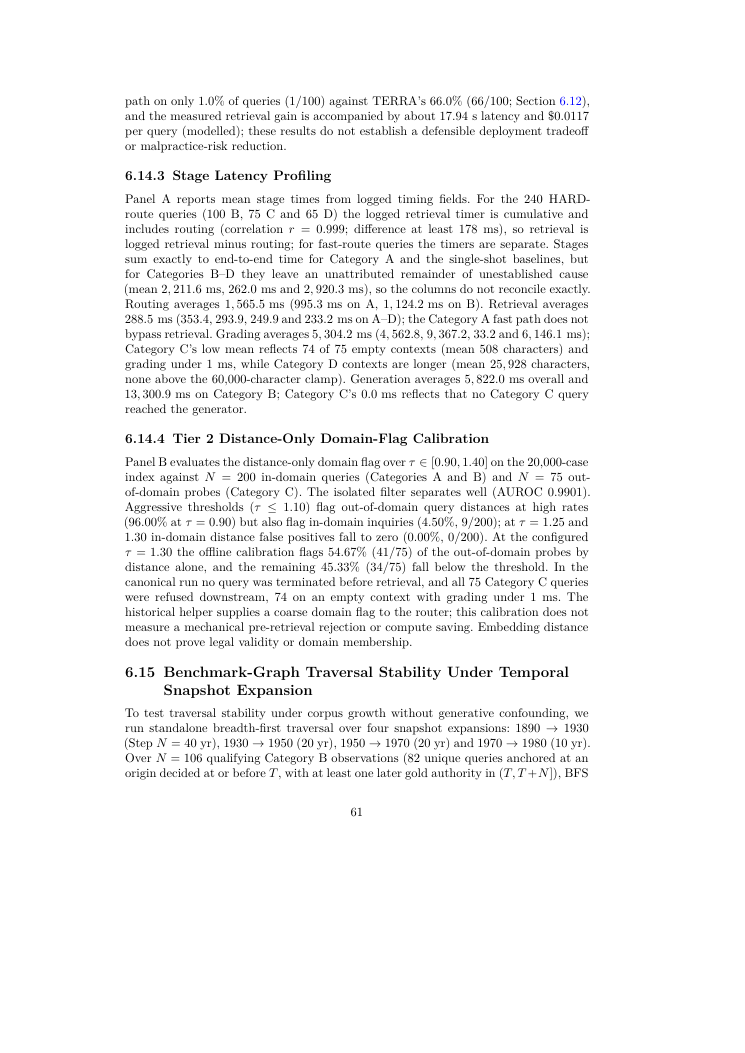 path on only 1.0% of queries (1/100) against TERRA's 66.0% (66/100; Section 6.12),
and the measured retrieval gain is accompanied by about 17.94 s latency and $0.0117
per query (modelled); these results do not establish a defensible deployment tradeoff
or malpractice-risk reduction.
6.14.3 Stage Latency Profiling
Panel A reports mean stage times from logged timing fields. For the 240 HARD-
route queries (100 B, 75 C and 65 D) the logged retrieval timer is cumulative and
includes routing (correlation r = 0.999; difference at least 178 ms), so retrieval is
logged retrieval minus routing; for fast-route queries the timers are separate. Stages
sum exactly to end-to-end time for Category A and the single-shot baselines, but
for Categories B–D they leave an unattributed remainder of unestablished cause
(mean 2, 211.6 ms, 262.0 ms and 2, 920.3 ms), so the columns do not reconcile exactly.
Routing averages 1, 565.5 ms (995.3 ms on A, 1, 124.2 ms on B). Retrieval averages
288.5 ms (353.4, 293.9, 249.9 and 233.2 ms on A–D); the Category A fast path does not
bypass retrieval. Grading averages 5, 304.2 ms (4, 562.8, 9, 367.2, 33.2 and 6, 146.1 ms);
Category C's low mean reflects 74 of 75 empty contexts (mean 508 characters) and
grading under 1 ms, while Category D contexts are longer (mean 25, 928 characters,
none above the 60,000-character clamp). Generation averages 5, 822.0 ms overall and
13, 300.9 ms on Category B; Category C's 0.0 ms reflects that no Category C query
reached the generator.
6.14.4 Tier 2 Distance-Only Domain-Flag Calibration
Panel B evaluates the distance-only domain flag over τ ∈ [0.90, 1.40] on the 20,000-case
index against N = 200 in-domain queries (Categories A and B) and N = 75 out-
of-domain probes (Category C). The isolated filter separates well (AUROC 0.9901).
Aggressive thresholds (τ ≤ 1.10) flag out-of-domain query distances at high rates
(96.00% at τ = 0.90) but also flag in-domain inquiries (4.50%, 9/200); at τ = 1.25 and
1.30 in-domain distance false positives fall to zero (0.00%, 0/200). At the configured
τ = 1.30 the offline calibration flags 54.67% (41/75) of the out-of-domain probes by
distance alone, and the remaining 45.33% (34/75) fall below the threshold. In the
canonical run no query was terminated before retrieval, and all 75 Category C queries
were refused downstream, 74 on an empty context with grading under 1 ms. The
historical helper supplies a coarse domain flag to the router; this calibration does not
measure a mechanical pre-retrieval rejection or compute saving. Embedding distance
does not prove legal validity or domain membership.
6.15 Benchmark-Graph Traversal Stability Under Temporal
Snapshot Expansion
To test traversal stability under corpus growth without generative confounding, we
run standalone breadth-first traversal over four snapshot expansions: 1890 → 1930
(Step N = 40 yr), 1930 → 1950 (20 yr), 1950 → 1970 (20 yr) and 1970 → 1980 (10 yr).
Over N = 106 qualifying Category B observations (82 unique queries anchored at an
origin decided at or before T, with at least one later gold authority in (T, T +N]), BFS
61